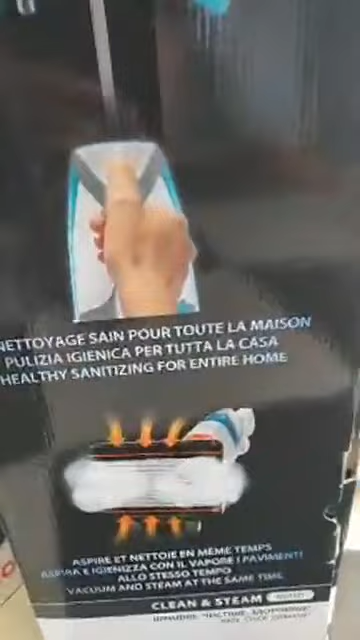 NETTOYAGE SAIN POUR TOUTE LA MAISON
PULIZIA IGIENICA PER TUTTA LA CASA
HEALTHY SANITIZING FOR ENTIRE HOME
ASPIRE ET NETTOIE EN MÊME TEMPS
ASPIRA E IGIENIZZA CON IL VAPORE I PAVIMENTI
ALLO STESSO TEMPO
VACUUM AND STEAM AT THE SAME TIME
CLEAN & STEAM